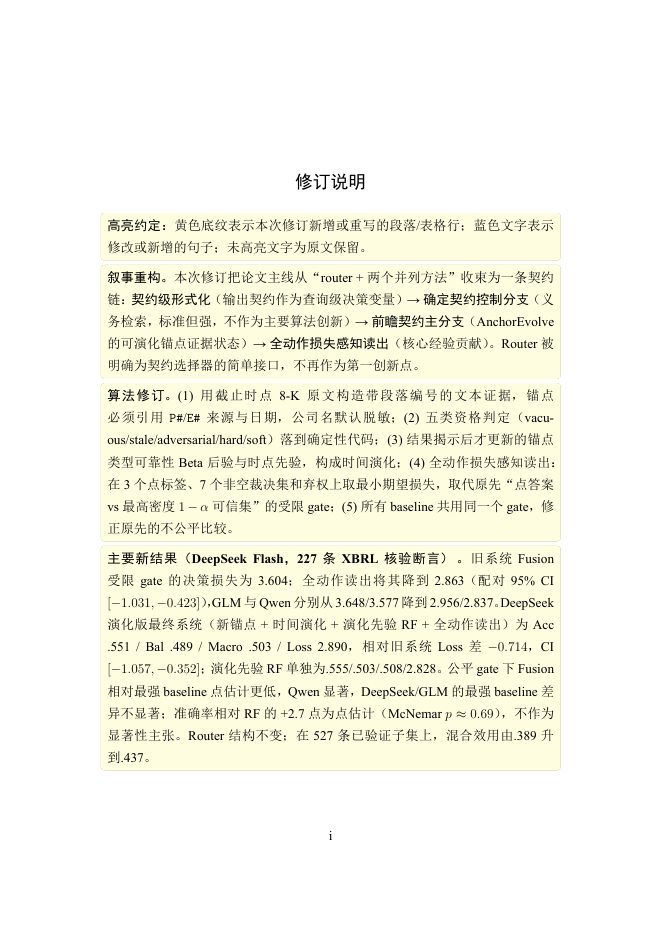 修订说明
高亮约定：黄色底纹表示本次修订新增或重写的段落/表格行；蓝色文字表示
修改或新增的句子；未高亮文字为原文保留。
叙事重构。本次修订把论文主线从“router + 两个并列方法”收束为一条契约
链：契约级形式化（输出契约作为查询级决策变量）→ 确定契约控制分支（义
务检索，标准但强，不作为主要算法创新）→ 前瞻契约主分支（AnchorEvolve
的可演化锚点证据状态）→ 全动作损失感知读出（核心经验贡献）。Router 被
明确为契约选择器的简单接口，不再作为第一创新点。
算法修订。(1) 用截止时点 8-K 原文构造带段落编号的文本证据，锚点
必须引用 P#/E# 来源与日期，公司名默认脱敏；(2) 五类资格判定（vacu-
ous/stale/adversarial/hard/soft）落到确定性代码；(3) 结果揭示后才更新的锚点
类型可靠性 Beta 后验与时点先验，构成时间演化；(4) 全动作损失感知读出：
在 3 个点标签、7 个非空裁决集和弃权上取最小期望损失，取代原先“点答案
vs 最高密度 1 − α 可信集”的受限 gate；(5) 所有 baseline 共用同一个 gate，修
正原先的不公平比较。
主要新结果（DeepSeek Flash，227 条 XBRL 核验断言）。旧系统 Fusion
受限 gate 的决策损失为 3.604；全动作读出将其降到 2.863（配对 95% CI
[−1.031, −0.423]），GLM 与 Qwen 分别从 3.648/3.577 降到 2.956/2.837。DeepSeek
演化版最终系统（新锚点 + 时间演化 + 演化先验 RF + 全动作读出）为 Acc
.551 / Bal .489 / Macro .503 / Loss 2.890，相对旧系统 Loss 差 −0.714，CI
[−1.057, −0.352]；演化先验 RF 单独为.555/.503/.508/2.828。公平 gate 下 Fusion
相对最强 baseline 点估计更低，Qwen 显著，DeepSeek/GLM 的最强 baseline 差
异不显著；准确率相对 RF 的 +2.7 点为点估计（McNemar p ≈ 0.69），不作为
显著性主张。Router 结构不变；在 527 条已验证子集上，混合效用由.389 升
到.437。
i